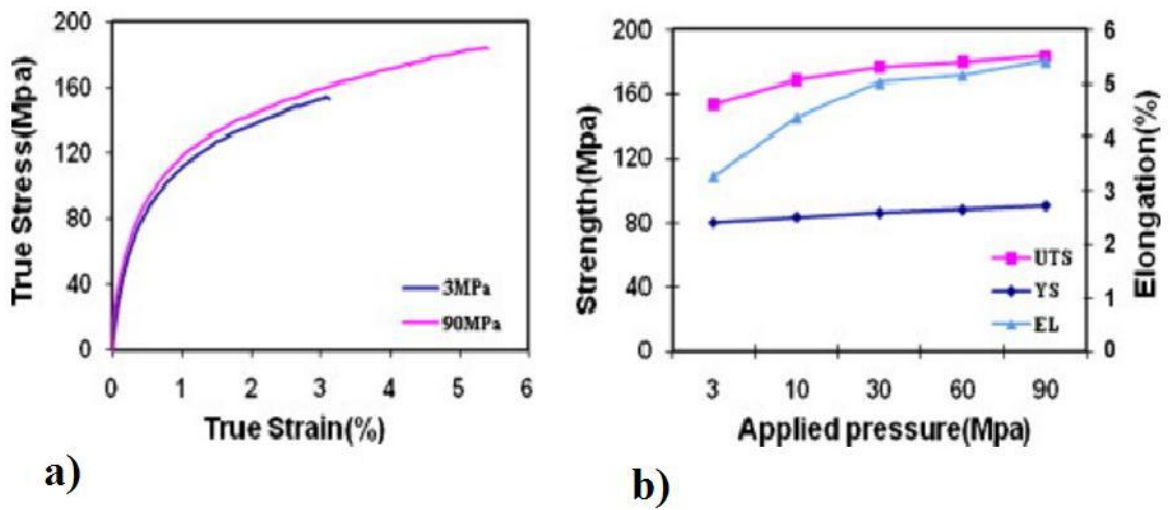 200
160
120
80
40
0
True Stress(Mpa)
3MPa
90MPa
0 1 2 3 4 5 6
True Strain(%)
a)
200
160
120
80
40
0
Strength(Mpa)
6
5
4
3
2
1
0
Elongation(%)
UTS
YS
EL
3 10 30 60 90
Applied pressure(Mpa)
b)